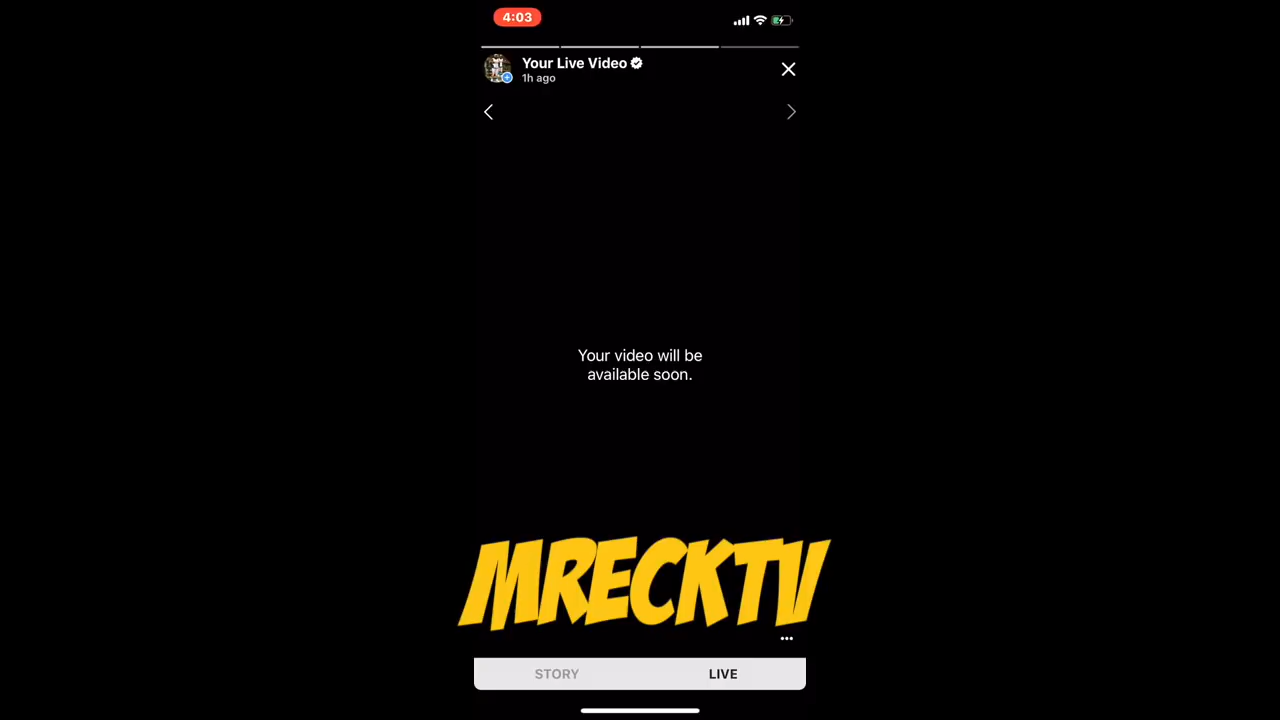 4:03
Your Live Video
1h ago
Your video will be
available soon.
MRECKTV
STORY
LIVE